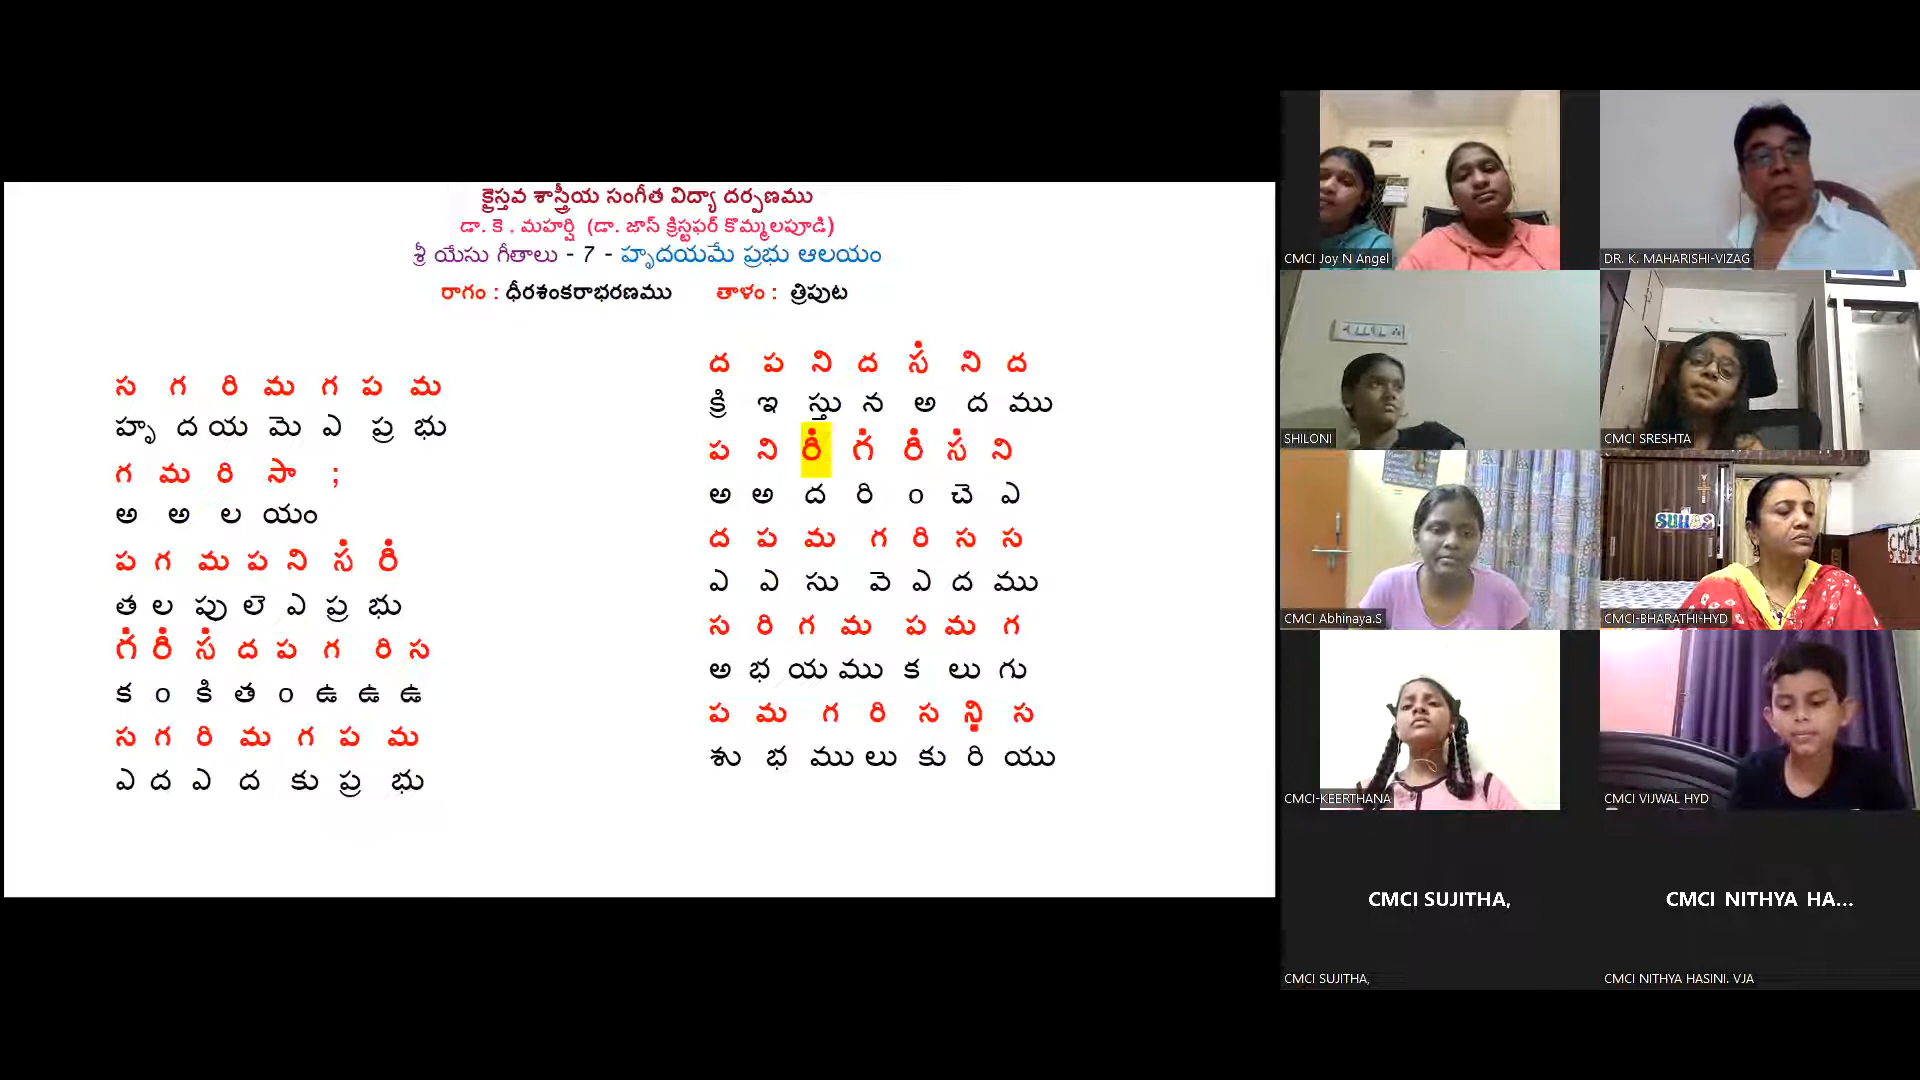 క్రైస్తవ శాస్త్రీయ సంగీత విద్యా దర్పణము
డా. కె . మహర్షి (డా. జాస్ క్రిస్టఫర్ కొమ్మలపూడి)
శ్రీ యేసు గీతాలు - 7 - హృదయమే ప్రభు ఆలయం
రాగం : ధీరశంకరాభరణము తాళం : త్రిపుట
స గ రి మ గ ప మ
హృ ద య మె ఎ ప్ర భు
గ మ రి సా ;
అ అ ల యం
ప గ మ ప ని స̇ రి̇
త ల పు లె ఎ ప్ర భు
గ̇ రి̇ స̇ ద ప గ రి స
క ం కి త ం ఉ ఉ ఉ
స గ రి మ గ ప మ
ఎ ద ఎ ద కు ప్ర భు
ద ప ని ద స̇ ని ద
క్రి ఇ స్తు న అ ద ము
ప ని రి̇ గ̇ రి̇ స̇ ని
అ అ ద రి ం చె ఎ
ద ప మ గ రి స స
ఎ ఎ సు వె ఎ ద ము
స రి గ మ ప మ గ
అ భ య ము క లు గు
ప మ గ రి స ని̣ స
శు భ ము లు కు రి యు
CMCI Joy N Angel
DR. K. MAHARISHI-VIZAG
SHILONI
CMCI SRESHTA
CMCI Abhinaya.S
CMCI-BHARATHI-HYD
CMCI-KEERTHANA
CMCI VIJWAL HYD
CMCI SUJITHA,
CMCI NITHYA HA...
CMCI SUJITHA,
CMCI NITHYA HASINI. VJA